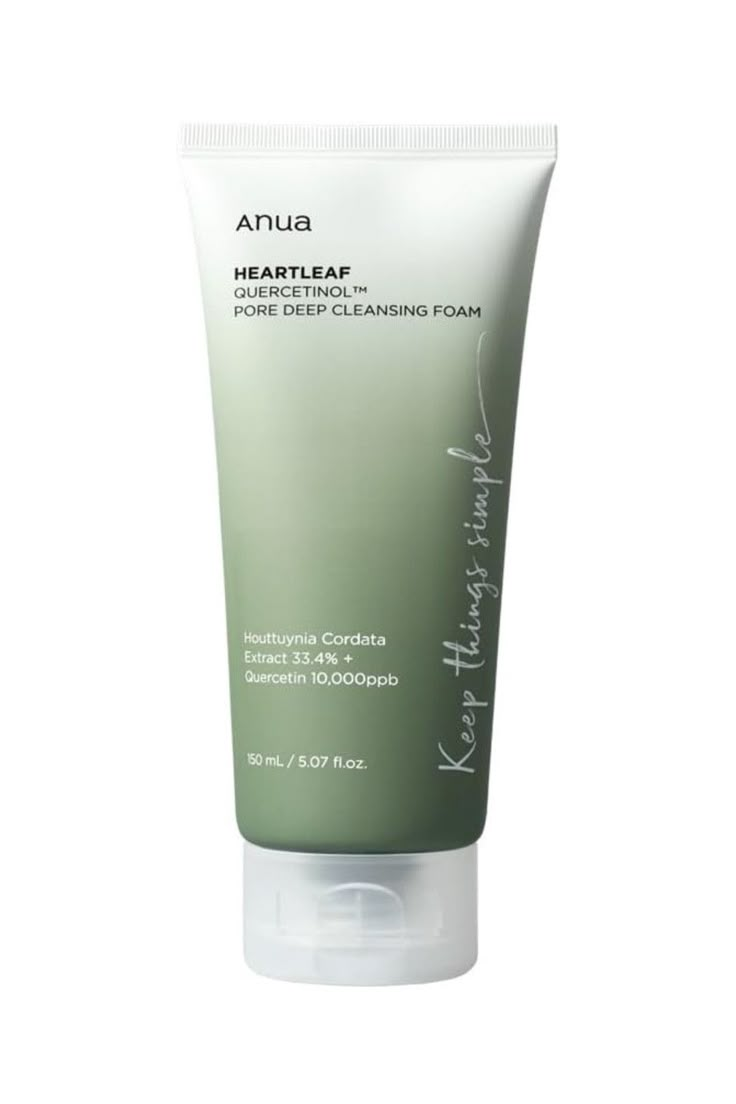 Anua
HEARTLEAF
QUERCETINOL™
PORE DEEP CLEANSING FOAM
Keep things simple
Houttuynia Cordata
Extract 33.4% +
Quercetin 10,000ppb
150 mL / 5.07 fl.oz.